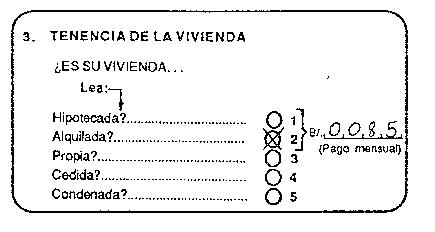 3. TENENCIA DE LA VIVIENDA
¿ES SU VIVIENDA...
Lea:
Hipotecada?........................ 1
Alquilada?........................ 2 B/. 0,0,8,5
(Pago mensual)
Propia?........................ 3
Cedida?........................ 4
Condenada?........................ 5